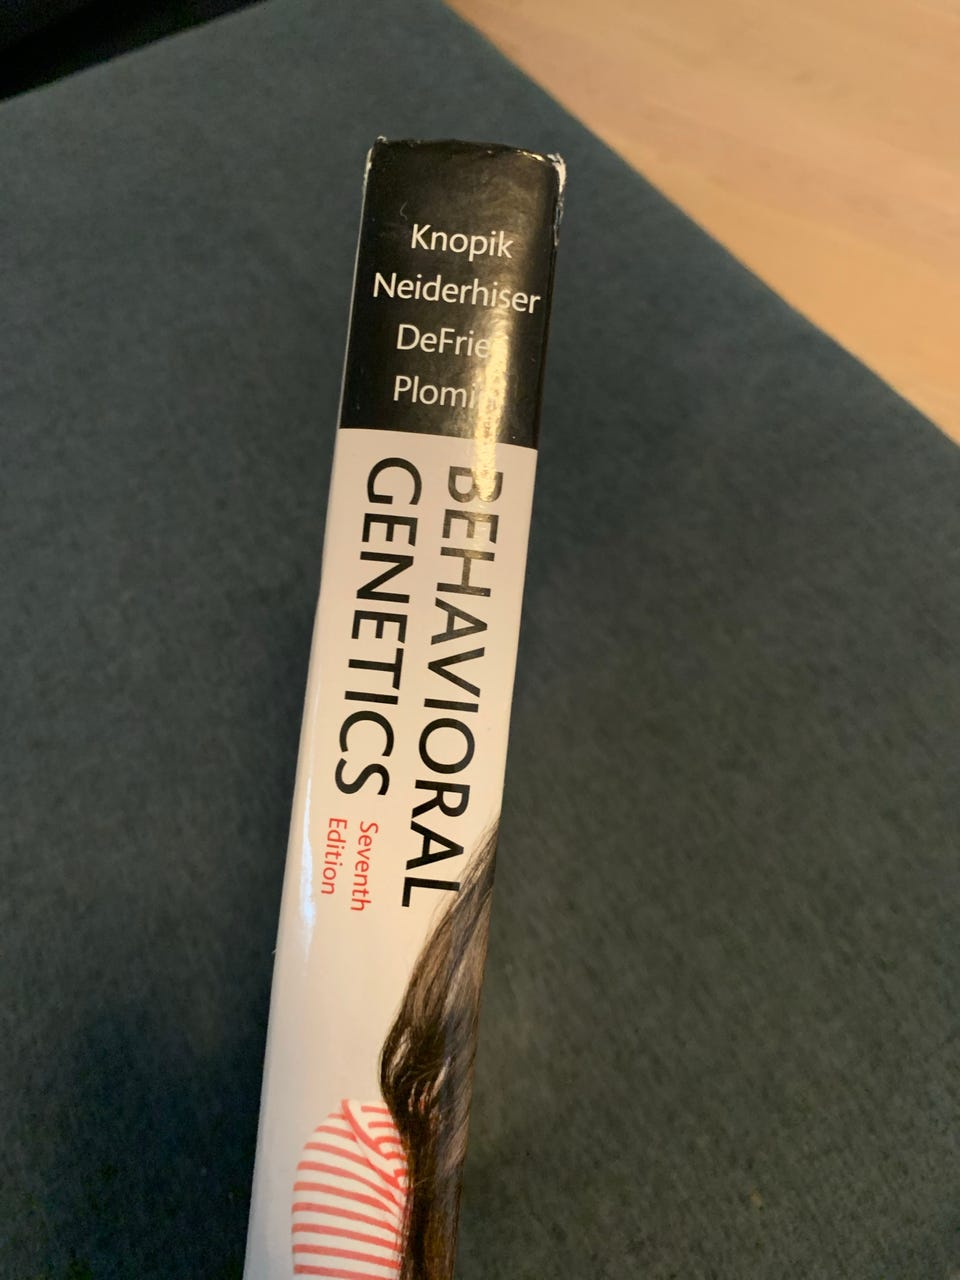 Knopik
Neiderhiser
BEHAVIORAL
GENETICS
Seventh
Edition